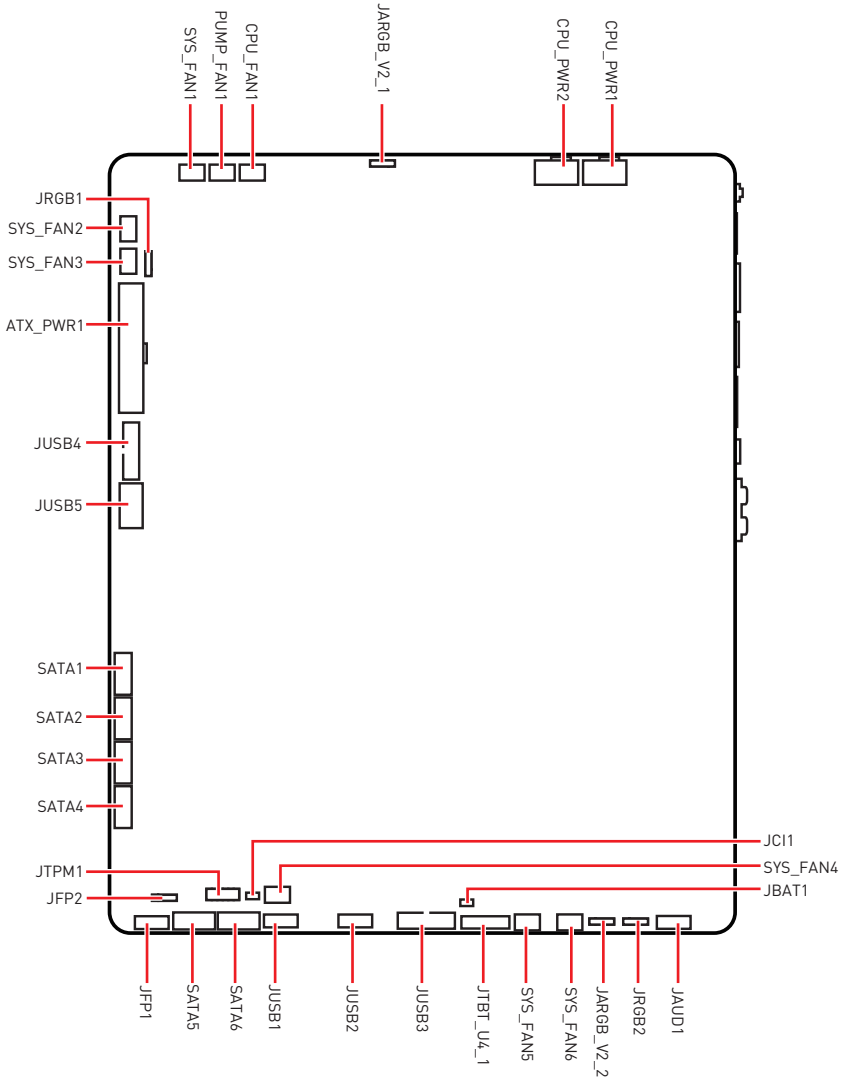 SYS_FAN1
PUMP_FAN1
CPU_FAN1
JARGB_V2_1
CPU_PWR2
CPU_PWR1
JRGB1
SYS_FAN2
SYS_FAN3
ATX_PWR1
JUSB4
JUSB5
SATA1
SATA2
SATA3
SATA4
JTPM1
JFP2
JCI1
SYS_FAN4
JBAT1
JFP1
SATA5
SATA6
JUSB1
JUSB2
JUSB3
JTBT_U4_1
SYS_FAN5
SYS_FAN6
JARGB_V2_2
JRGB2
JAUD1